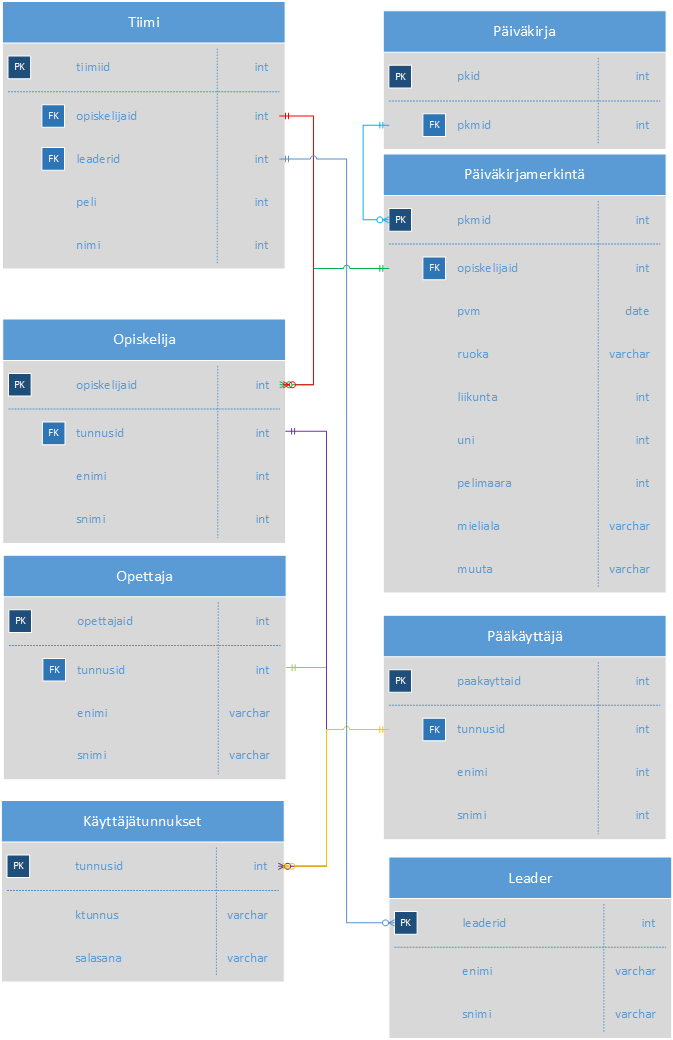 Tiimi
PK tiimiid int
FK opiskelijaid int
FK leaderid int
peli int
nimi int
Opiskelija
PK opiskelijaid int
FK tunnusid int
enimi int
snimi int
Opettaja
PK opettajaid int
FK tunnusid int
enimi varchar
snimi varchar
Käyttäjätunnukset
PK tunnusid int
ktunnus varchar
salasana varchar
Päiväkirja
PK pkid int
FK pkmid int
Päiväkirjamerkintä
PK pkmid int
FK opiskelijaid int
pvm date
ruoka varchar
liikunta int
uni int
pelimaara int
mieliala varchar
muuta varchar
Pääkäyttäjä
PK paakayttaid int
FK tunnusid int
enimi int
snimi int
Leader
PK leaderid int
enimi varchar
snimi varchar